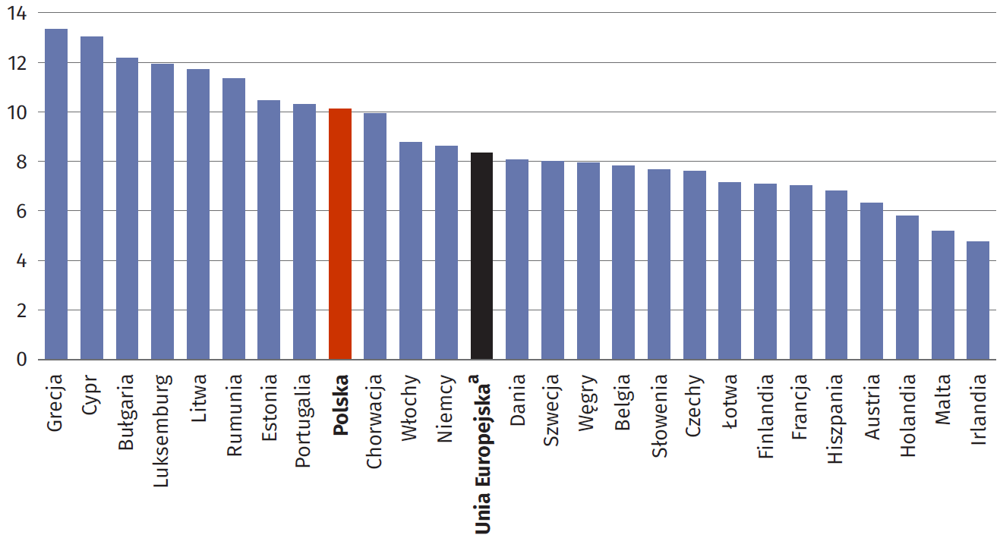 14
12
10
8
6
4
2
0
Grecja
Cypr
Bułgaria
Luksemburg
Litwa
Rumunia
Estonia
Portugalia
Polska
Chorwacja
Włochy
Niemcy
Unia Europejskaª
Dania
Szwecja
Węgry
Belgia
Słowenia
Czechy
Łotwa
Finlandia
Francja
Hiszpania
Austria
Holandia
Malta
Irlandia